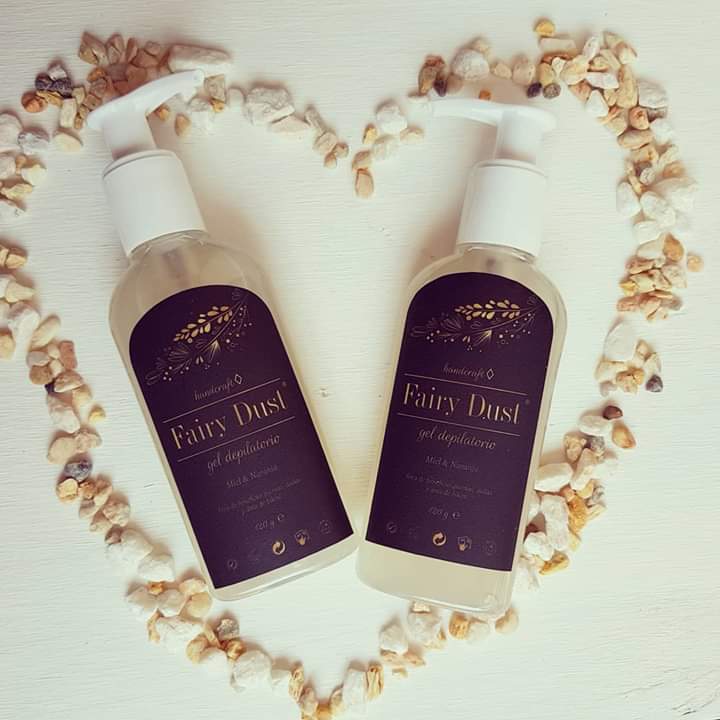 handcraft
Fairy Dust®
gel depilatorio
Miel & Naranja
120 g e
handcraft
Fairy Dust®
gel depilatorio
Miel & Naranja
120 g e